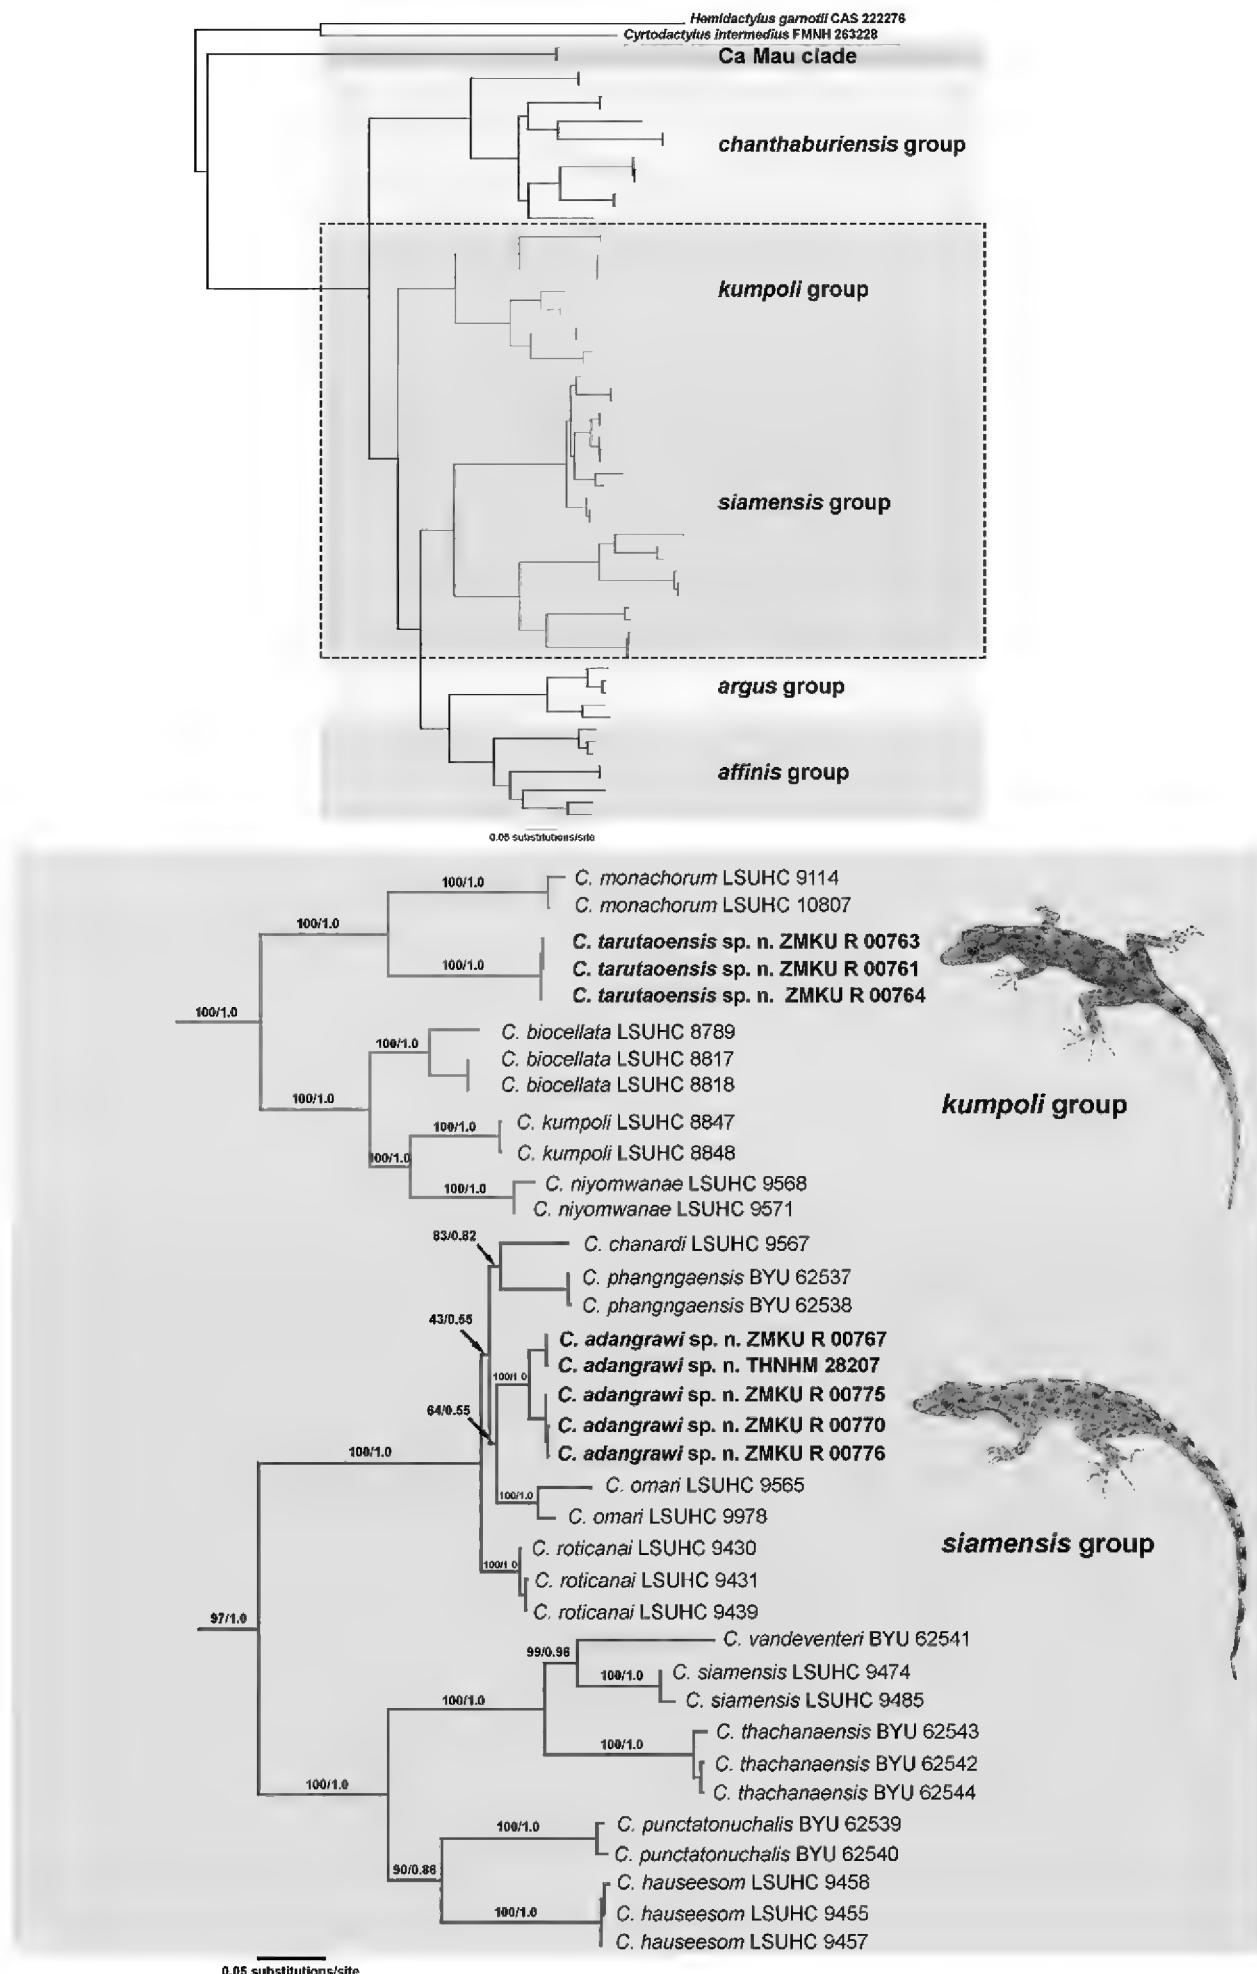 Hemidactylus garnotii CAS 222276
Cyrtodactylus intermedius FMNH 263228
Ca Mau clade
chanthaburiensis group
kumpoli group
siamensis group
argus group
affinis group
0.05 substitutions/site
100/1.0
C. monachorum LSUHC 9114
C. monachorum LSUHC 10807
100/1.0
C. tarutaoensis sp. n. ZMKU R 00763
C. tarutaoensis sp. n. ZMKU R 00761
100/1.0
C. tarutaoensis sp. n. ZMKU R 00764
100/1.0
C. biocellata LSUHC 8789
100/1.0
C. biocellata LSUHC 8817
C. biocellata LSUHC 8818
100/1.0
kumpoli group
C. kumpoli LSUHC 8847
100/1.0
C. kumpoli LSUHC 8848
100/1.0
C. niyomwanae LSUHC 9568
100/1.0
C. niyomwanae LSUHC 9571
83/0.82
C. chanardi LSUHC 9567
C. phangngaensis BYU 62537
C. phangngaensis BYU 62538
43/0.55
C. adangrawi sp. n. ZMKU R 00767
C. adangrawi sp. n. THNHM 28207
100/1.0
C. adangrawi sp. n. ZMKU R 00775
64/0.55
C. adangrawi sp. n. ZMKU R 00770
C. adangrawi sp. n. ZMKU R 00776
100/1.0
C. omari LSUHC 9565
100/1.0
C. omari LSUHC 9978
siamensis group
C. roticanai LSUHC 9430
100/1.0
C. roticanai LSUHC 9431
C. roticanai LSUHC 9439
97/1.0
C. vandeventeri BYU 62541
99/0.96
C. siamensis LSUHC 9474
100/1.0
C. siamensis LSUHC 9485
100/1.0
C. thachanaensis BYU 62543
100/1.0
C. thachanaensis BYU 62542
100/1.0
C. thachanaensis BYU 62544
C. punctatonuchalis BYU 62539
100/1.0
C. punctatonuchalis BYU 62540
90/0.86
C. hauseesom LSUHC 9458
100/1.0
C. hauseesom LSUHC 9455
C. hauseesom LSUHC 9457
0.05 substitutions/site